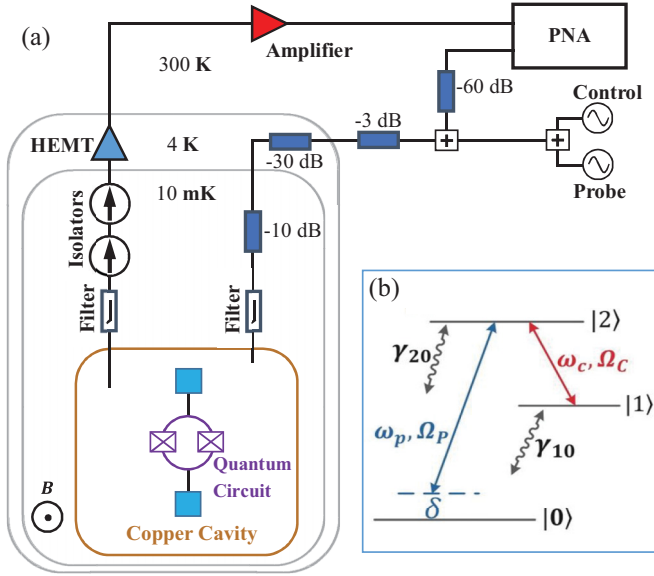 (a)
PNA
Amplifier
300 K
-60 dB
Control
-3 dB
HEMT
4 K
-30 dB
Probe
10 mK
Isolators
-10 dB
Filter
Filter
Quantum
Circuit
B
Copper Cavity
(b)
|2⟩
γ20
ωc, ΩC
|1⟩
ωp, ΩP
γ10
δ
|0⟩